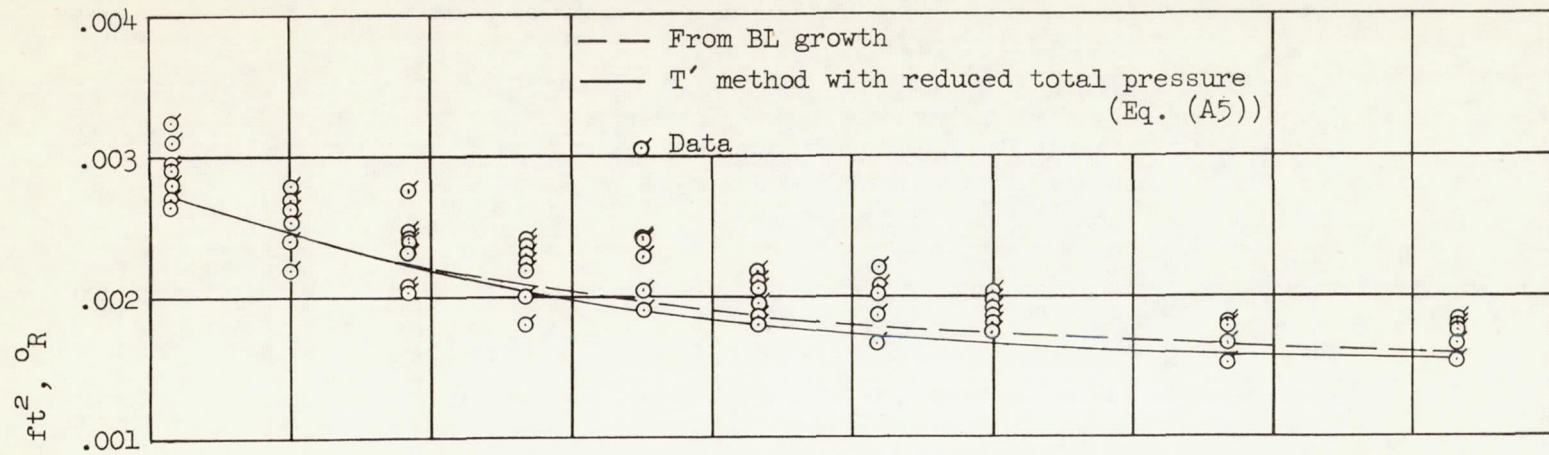 .004
— — From BL growth
—— T′ method with reduced total pressure
(Eq. (A5))
Data
.003
.002
.001
ft², °R